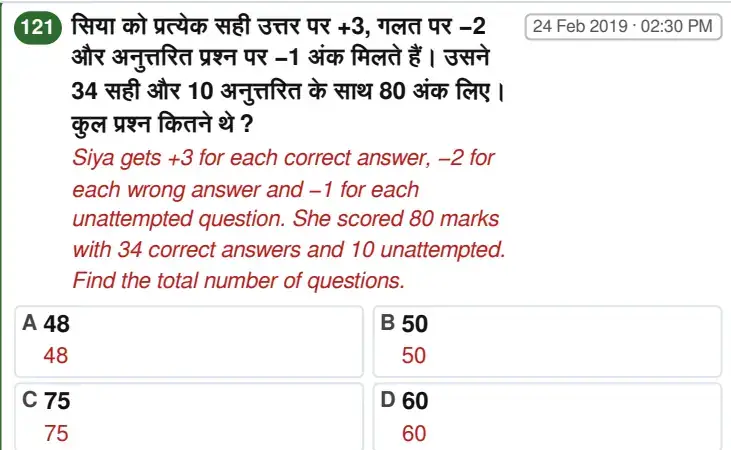 121 सिया को प्रत्येक सही उत्तर पर +3, गलत पर −2
24 Feb 2019 · 02:30 PM
और अनुत्तरित प्रश्न पर −1 अंक मिलते हैं। उसने
34 सही और 10 अनुत्तरित के साथ 80 अंक लिए।
कुल प्रश्न कितने थे ?
Siya gets +3 for each correct answer, −2 for
each wrong answer and −1 for each
unattempted question. She scored 80 marks
with 34 correct answers and 10 unattempted.
Find the total number of questions.
A 48
48
B 50
50
C 75
75
D 60
60